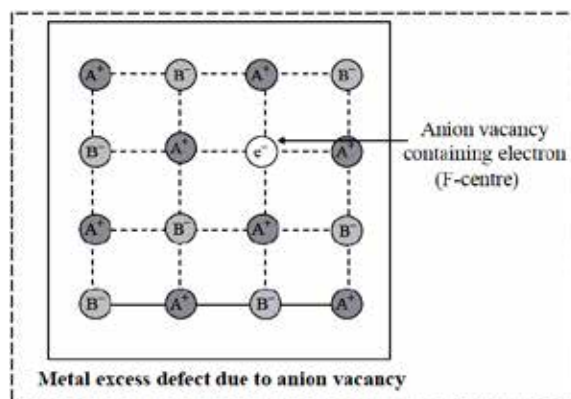 A⁺ B⁻ A⁺ B⁻
B⁻ A⁺ e⁻ A⁺
Anion vacancy
containing electron
(F-centre)
A⁺ B⁻ A⁺ B⁻
B⁻ A⁺ B⁻ A⁺
Metal excess defect due to anion vacancy